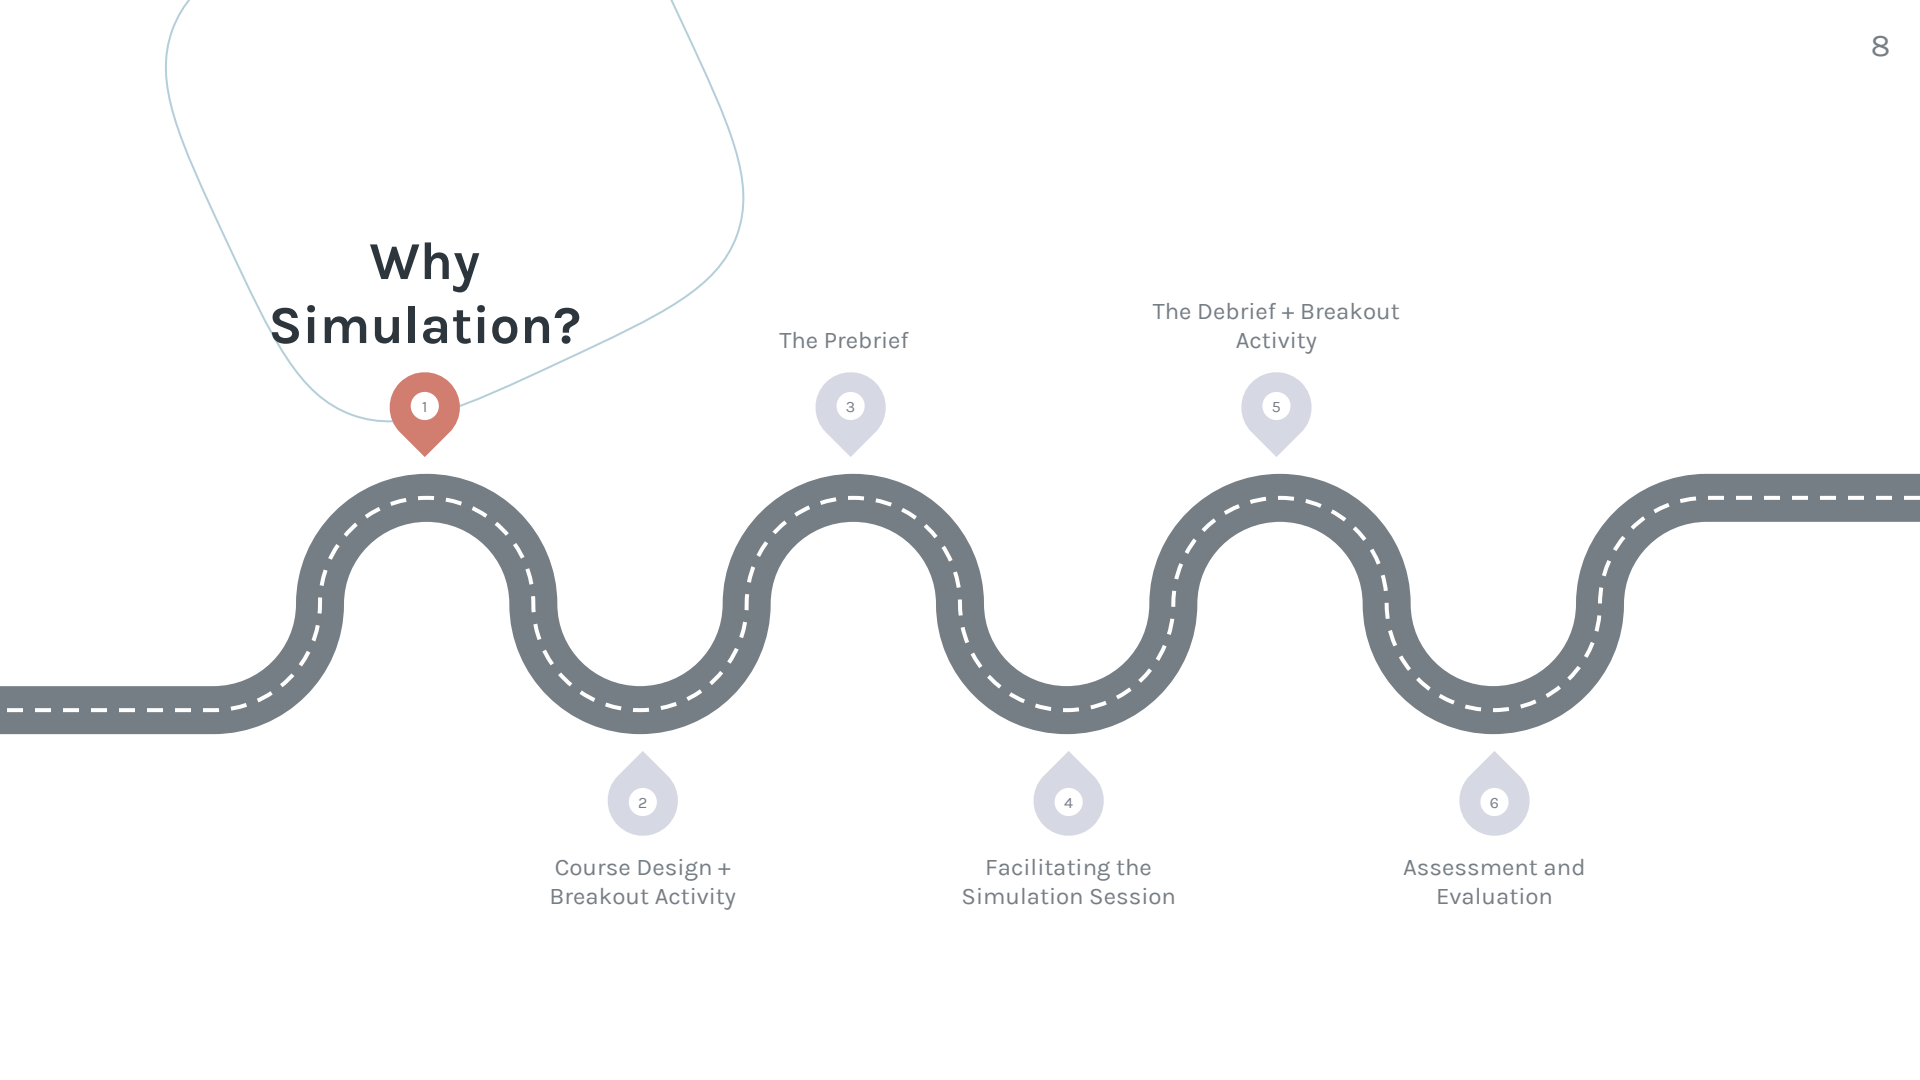 8
Why
Simulation?
1
The Prebrief
3
The Debrief + Breakout
Activity
5
2
Course Design +
Breakout Activity
4
Facilitating the
Simulation Session
6
Assessment and
Evaluation